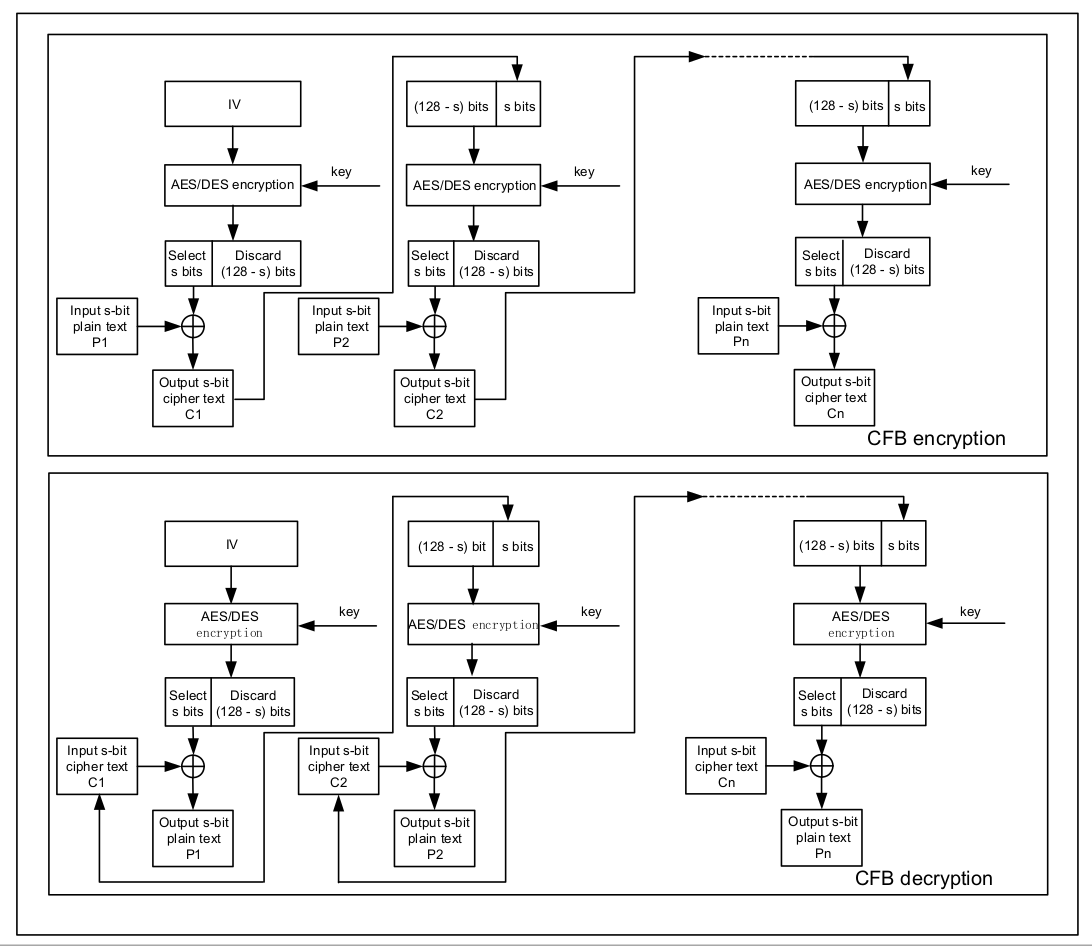 IV
(128 - s) bits
s bits
(128 - s) bits
s bits
AES/DES encryption
key
AES/DES encryption
key
AES/DES encryption
key
Select
s bits
Discard
(128 - s) bits
Select
s bits
Discard
(128 - s) bits
Select
s bits
Discard
(128 - s) bits
Input s-bit
plain text
P1
Input s-bit
plain text
P2
Input s-bit
plain text
Pn
Output s-bit
cipher text
C1
Output s-bit
cipher text
C2
Output s-bit
cipher text
Cn
CFB encryption
IV
(128 - s) bit
s bits
(128 - s) bits
s bits
AES/DES
encryption
key
AES/DES encryption
key
AES/DES
encryption
key
Select
s bits
Discard
(128 - s) bits
Select
s bits
Discard
(128 - s) bits
Select
s bits
Discard
(128 - s) bits
Input s-bit
cipher text
C1
Input s-bit
cipher text
C2
Input s-bit
cipher text
Cn
Output s-bit
plain text
P1
Output s-bit
plain text
P2
Output s-bit
plain text
Pn
CFB decryption